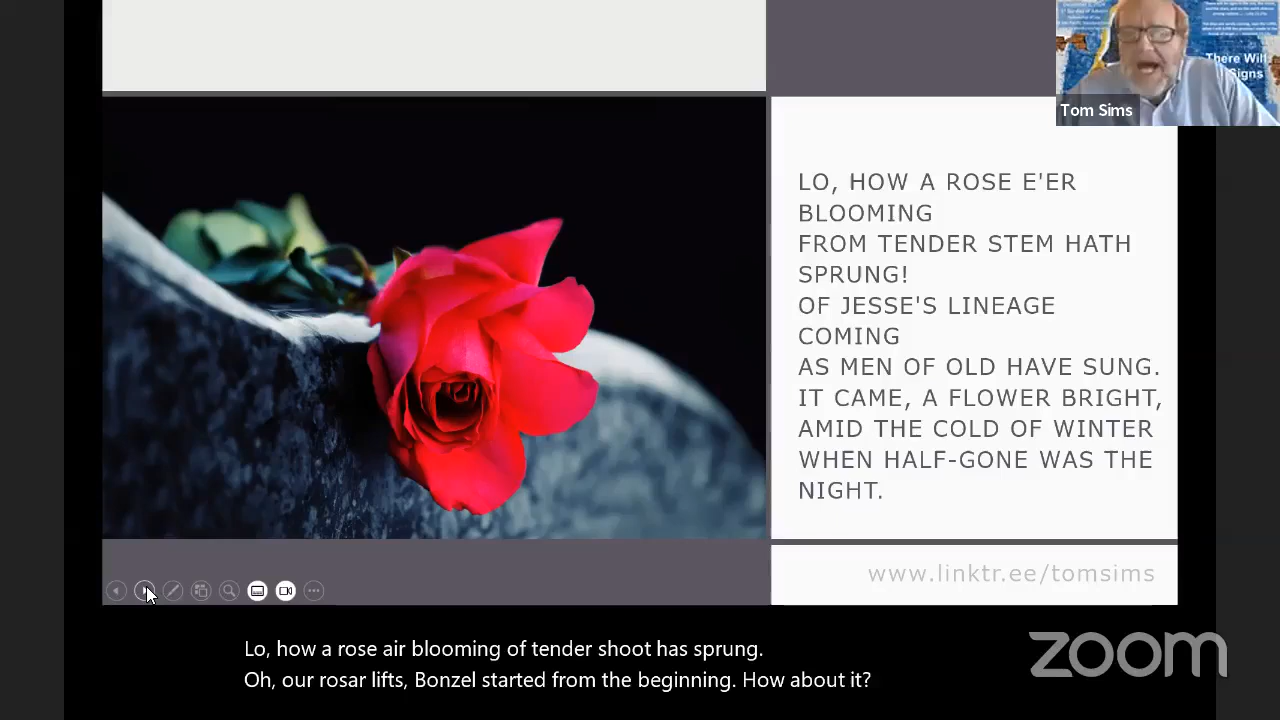 There Will
Signs
Tom Sims
LO, HOW A ROSE E'ER
BLOOMING
FROM TENDER STEM HATH
SPRUNG!
OF JESSE'S LINEAGE
COMING
AS MEN OF OLD HAVE SUNG.
IT CAME, A FLOWER BRIGHT,
AMID THE COLD OF WINTER
WHEN HALF-GONE WAS THE
NIGHT.
www.linktr.ee/tomsims
Lo, how a rose air blooming of tender shoot has sprung.
Oh, our rosar lifts, Bonzel started from the beginning. How about it?
zoom